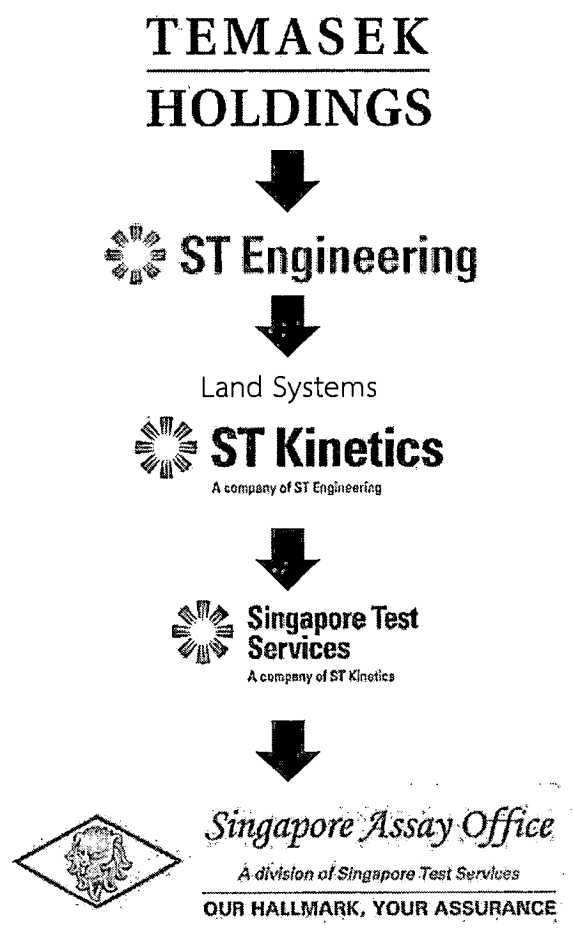 TEMASEK
HOLDINGS
ST Engineering
Land Systems
ST Kinetics
A company of ST Engineering
Singapore Test
Services
A company of ST Kinetics
Singapore Assay Office
A division of Singapore Test Services
OUR HALLMARK, YOUR ASSURANCE